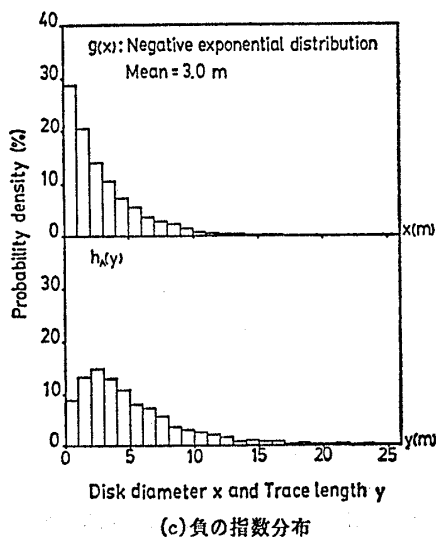 40
g(x): Negative exponential distribution
Mean = 3.0 m
30
20
10
0
x(m)
Probability density (%)
hA(y)
30
20
10
0
y(m)
0 5 10 15 20 25
Disk diameter x and Trace length y
(c) 負の指数分布